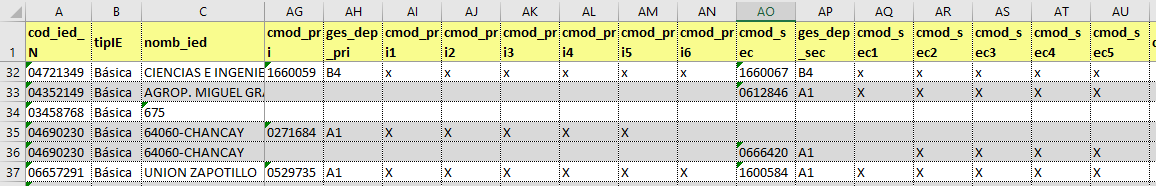 A B C AG AH AI AJ AK AL AM AN AO AP AQ AR AS AT AU
1 cod_ied_N tipIE nomb_ied cmod_pri ges_dep_pri cmod_pri1 cmod_pri2 cmod_pri3 cmod_pri4 cmod_pri5 cmod_pri6 cmod_sec ges_dep_sec cmod_sec1 cmod_sec2 cmod_sec3 cmod_sec4 cmod_sec5
32 04721349 Básica CIENCIAS E INGENIE 1660059 B4 x x x x x x 1660067 B4 x x x x x
33 04352149 Básica AGROP. MIGUEL GRA 0612846 A1 X X X X X
34 03458768 Básica 675
35 04690230 Básica 64060-CHANCAY 0271684 A1 X X X X X
36 04690230 Básica 64060-CHANCAY 0666420 A1 X X X X
37 06657291 Básica UNION ZAPOTILLO 0529735 A1 X X X X X X 1600584 A1 X X X X X